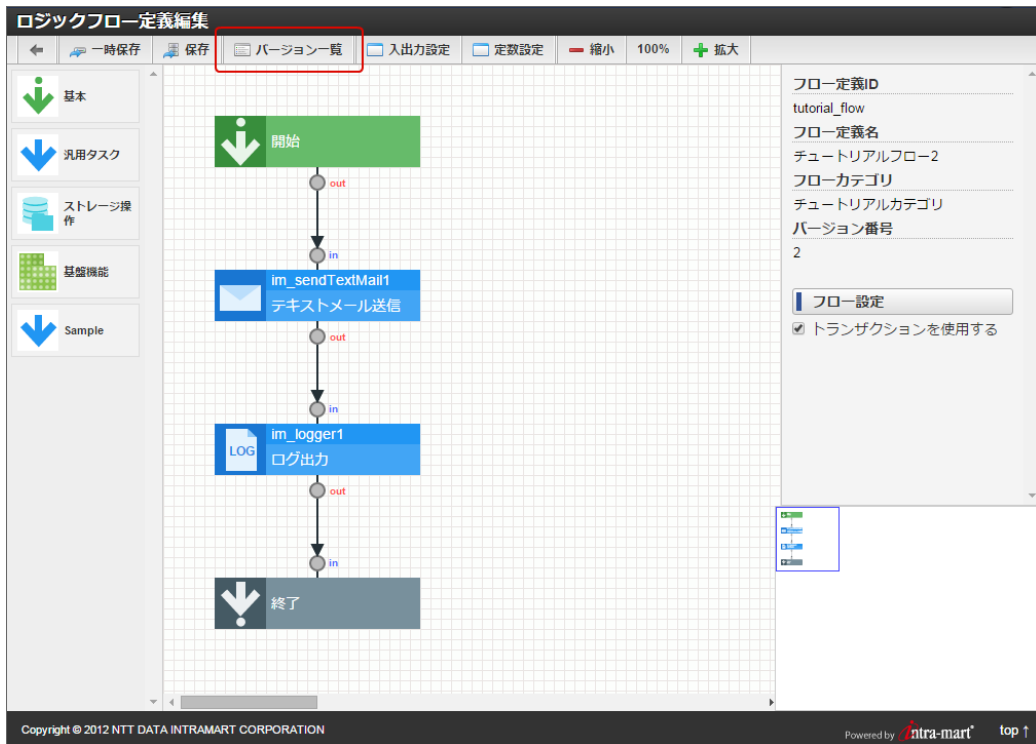 ロジックフロー定義編集
一時保存 保存 バージョン一覧 入出力設定 定数設定 縮小 100% 拡大
基本
汎用タスク
ストレージ操
作
基盤機能
Sample
開始
out
in
im_sendTextMail1
テキストメール送信
out
in
LOG
im_logger1
ログ出力
out
in
終了
フロー定義ID
tutorial_flow
フロー定義名
チュートリアルフロー2
フローカテゴリ
チュートリアルカテゴリ
バージョン番号
2
フロー設定
トランザクションを使用する
Copyright © 2012 NTT DATA INTRAMART CORPORATION
Powered by intra-mart top ↑